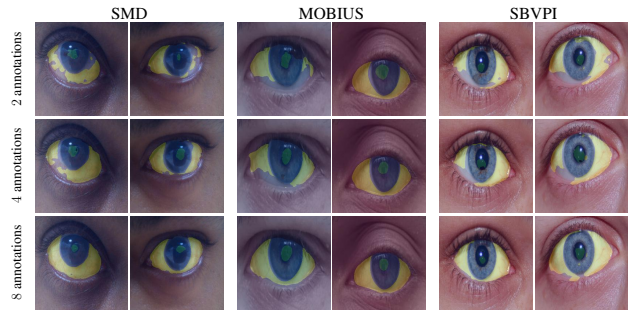 SMD MOBIUS SBVPI
2 annotations
4 annotations
8 annotations